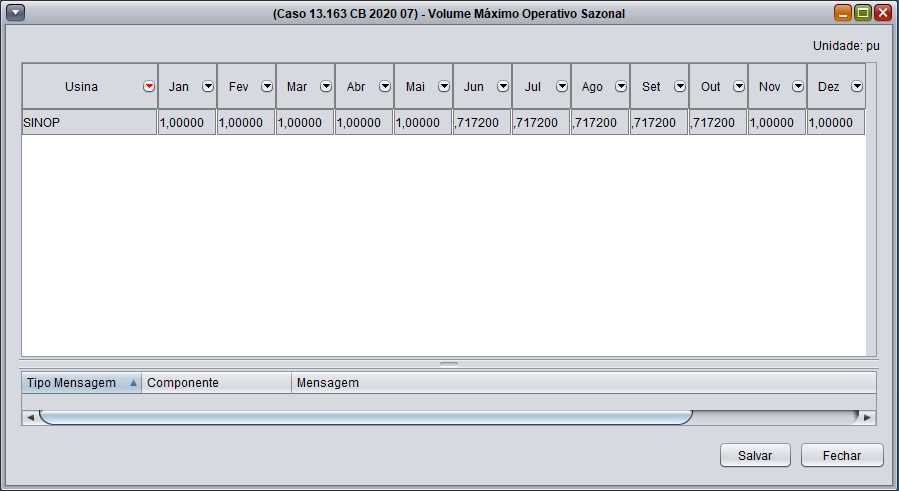 (Caso 13.163 CB 2020 07) - Volume Máximo Operativo Sazonal
Unidade: pu
Usina Jan Fev Mar Abr Mai Jun Jul Ago Set Out Nov Dez
SINOP 1,00000 1,00000 1,00000 1,00000 1,00000 ,717200 ,717200 ,717200 ,717200 ,717200 1,00000 1,00000
Tipo Mensagem Componente Mensagem
Salvar Fechar